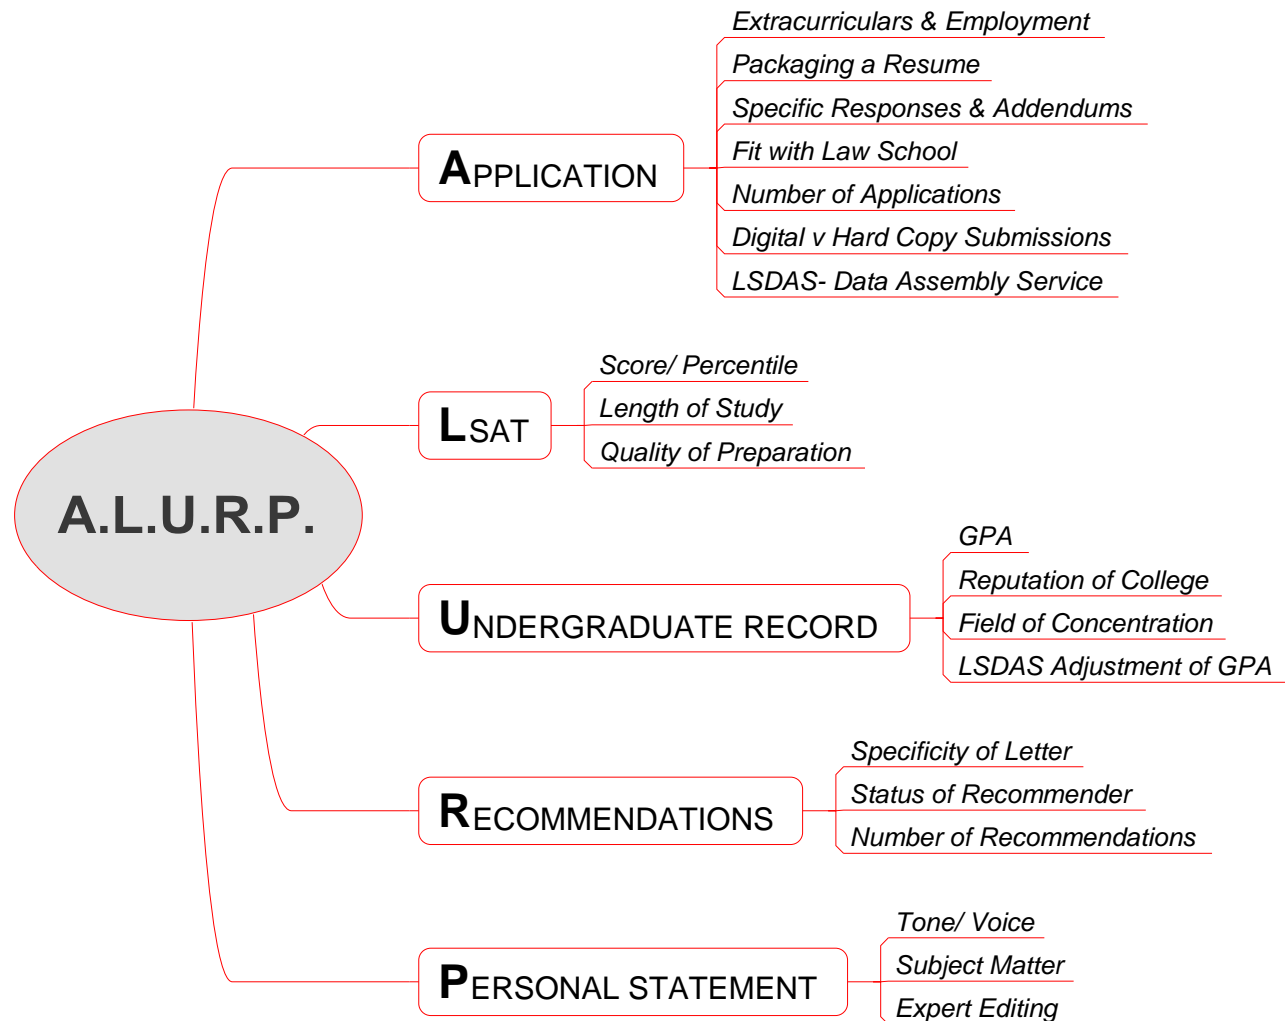 A.L.U.R.P.
APPLICATION
Extracurriculars & Employment
Packaging a Resume
Specific Responses & Addendums
Fit with Law School
Number of Applications
Digital v Hard Copy Submissions
LSDAS- Data Assembly Service
LSAT
Score/ Percentile
Length of Study
Quality of Preparation
UNDERGRADUATE RECORD
GPA
Reputation of College
Field of Concentration
LSDAS Adjustment of GPA
RECOMMENDATIONS
Specificity of Letter
Status of Recommender
Number of Recommendations
PERSONAL STATEMENT
Tone/ Voice
Subject Matter
Expert Editing